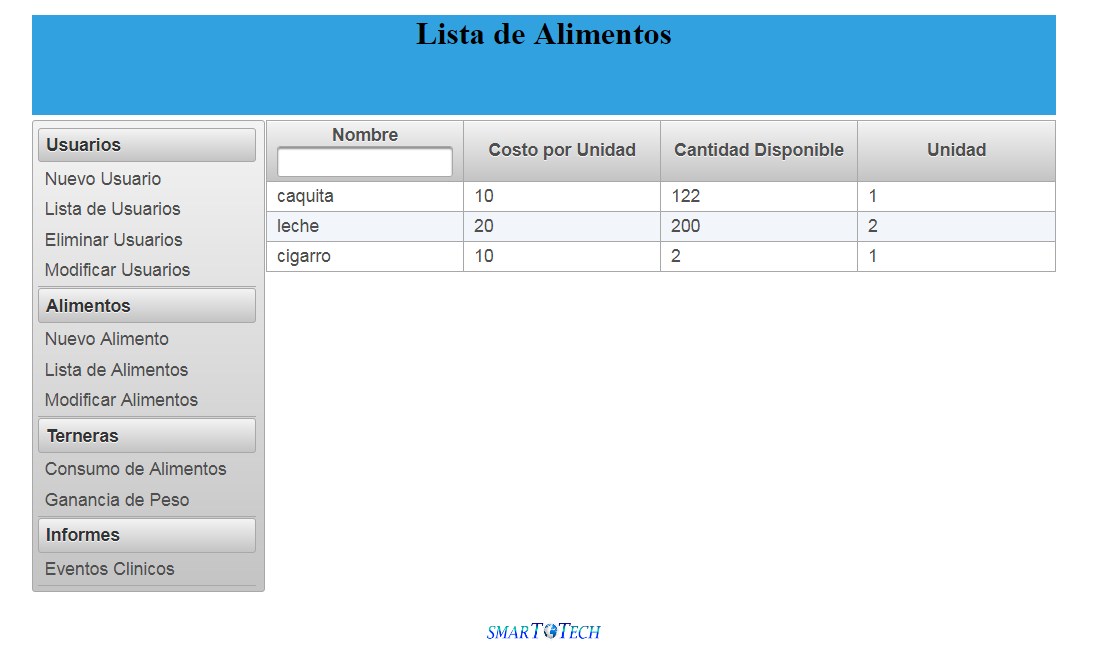 Lista de Alimentos
Usuarios
Nuevo Usuario
Lista de Usuarios
Eliminar Usuarios
Modificar Usuarios
Alimentos
Nuevo Alimento
Lista de Alimentos
Modificar Alimentos
Terneras
Consumo de Alimentos
Ganancia de Peso
Informes
Eventos Clinicos
Nombre Costo por Unidad Cantidad Disponible Unidad
caquita 10 122 1
leche 20 200 2
cigarro 10 2 1
SMARTOTECH